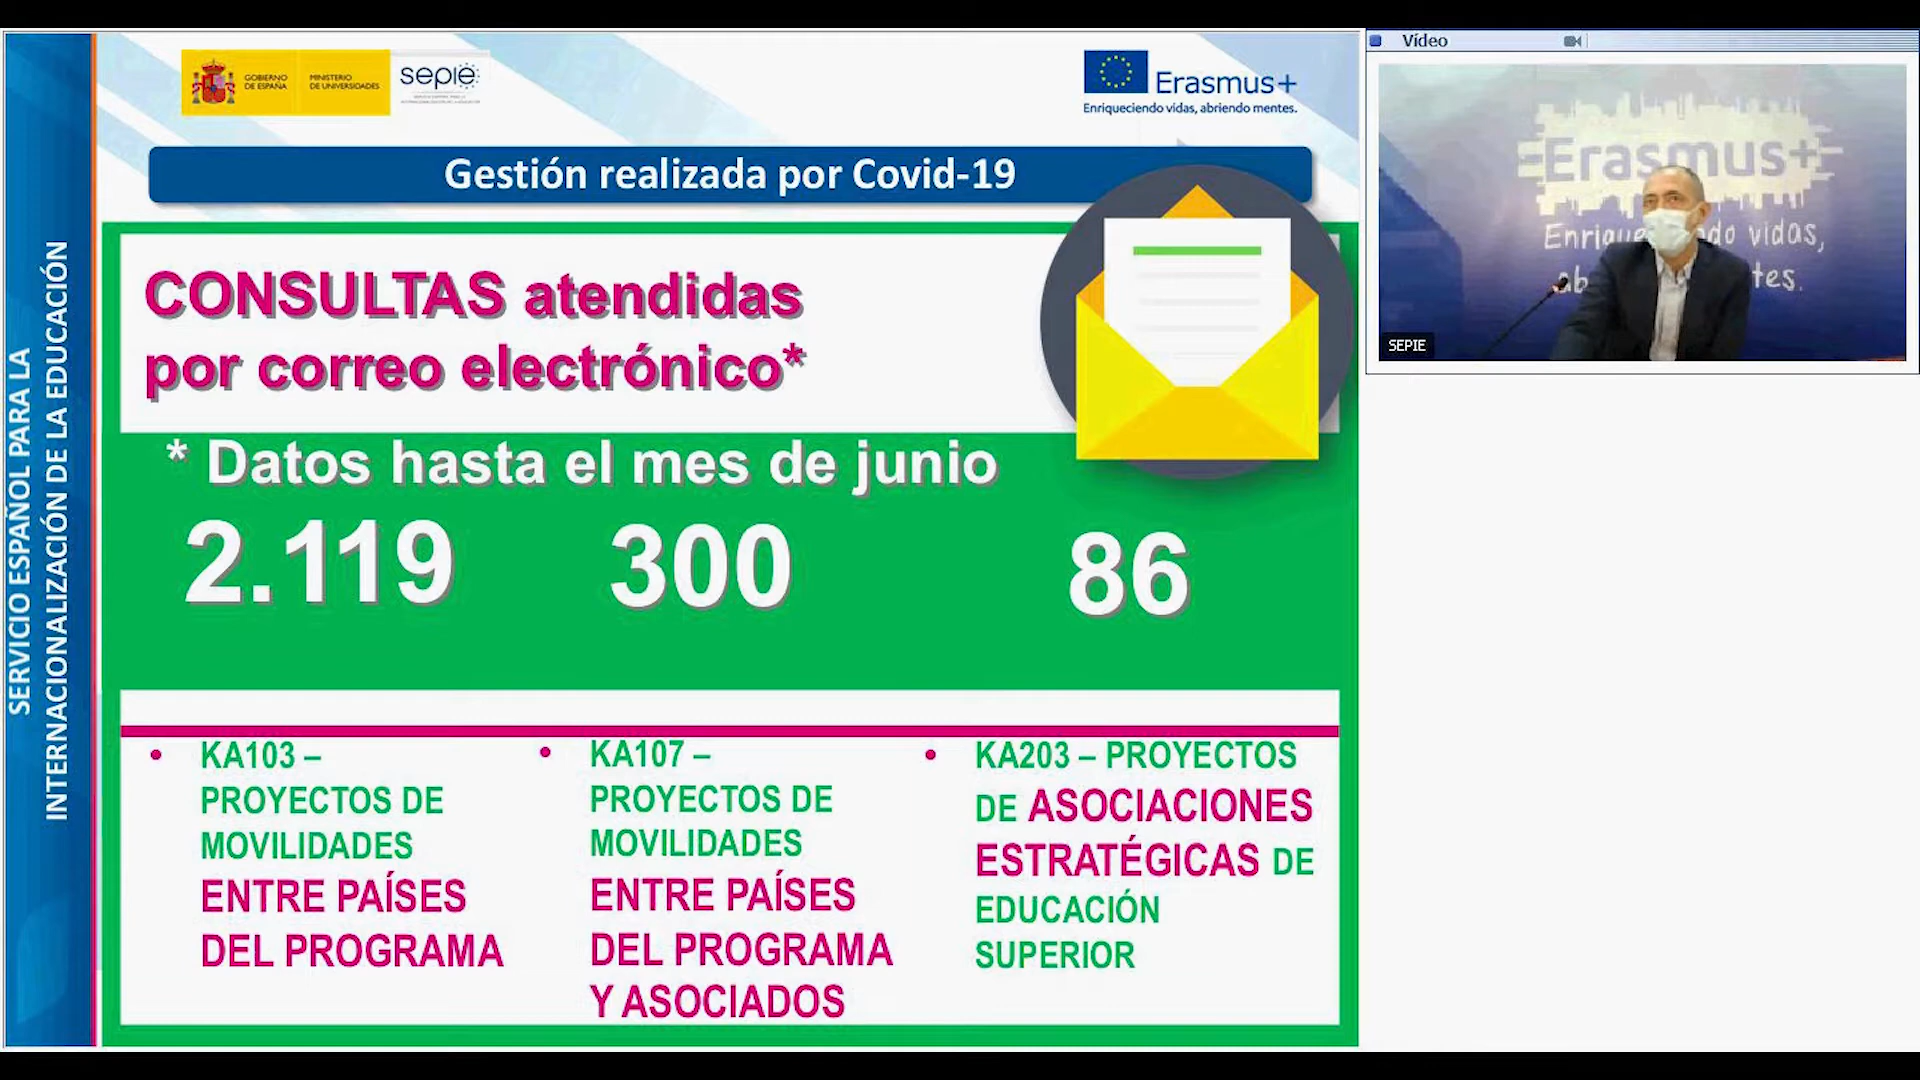 SERVICIO ESPAÑOL PARA LA
INTERNACIONALIZACIÓN DE LA EDUCACIÓN
GOBIERNO
DE ESPAÑA
MINISTERIO
DE UNIVERSIDADES
sepie
Erasmus+
Enriqueciendo vidas, abriendo mentes.
Gestión realizada por Covid-19
CONSULTAS atendidas
por correo electrónico*
* Datos hasta el mes de junio
2.119
300
86
• KA103 –
PROYECTOS DE
MOVILIDADES
ENTRE PAÍSES
DEL PROGRAMA
• KA107 –
PROYECTOS DE
MOVILIDADES
ENTRE PAÍSES
DEL PROGRAMA
Y ASOCIADOS
• KA203 – PROYECTOS
DE ASOCIACIONES
ESTRATÉGICAS DE
EDUCACIÓN
SUPERIOR
Vídeo
Erasmus+
vidas,
SEPIE